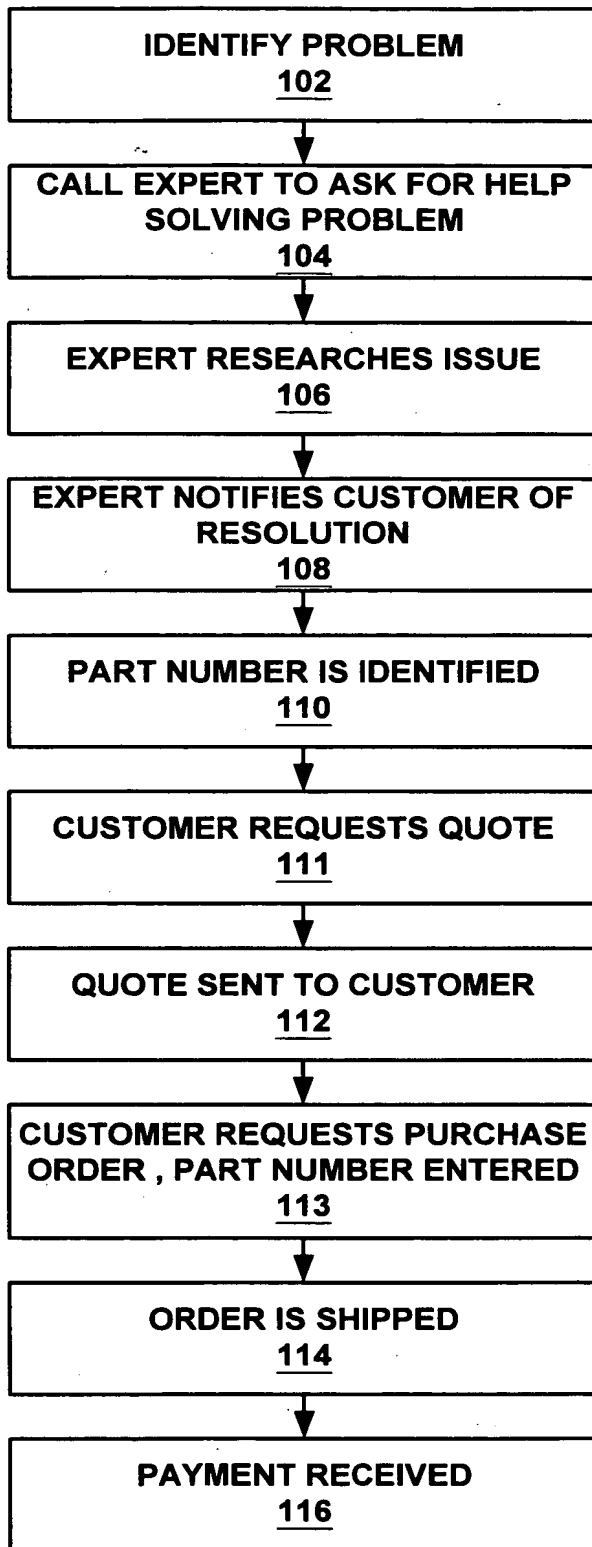 IDENTIFY PROBLEM
102
CALL EXPERT TO ASK FOR HELP
SOLVING PROBLEM
104
EXPERT RESEARCHES ISSUE
106
EXPERT NOTIFIES CUSTOMER OF
RESOLUTION
108
PART NUMBER IS IDENTIFIED
110
CUSTOMER REQUESTS QUOTE
111
QUOTE SENT TO CUSTOMER
112
CUSTOMER REQUESTS PURCHASE
ORDER , PART NUMBER ENTERED
113
ORDER IS SHIPPED
114
PAYMENT RECEIVED
116